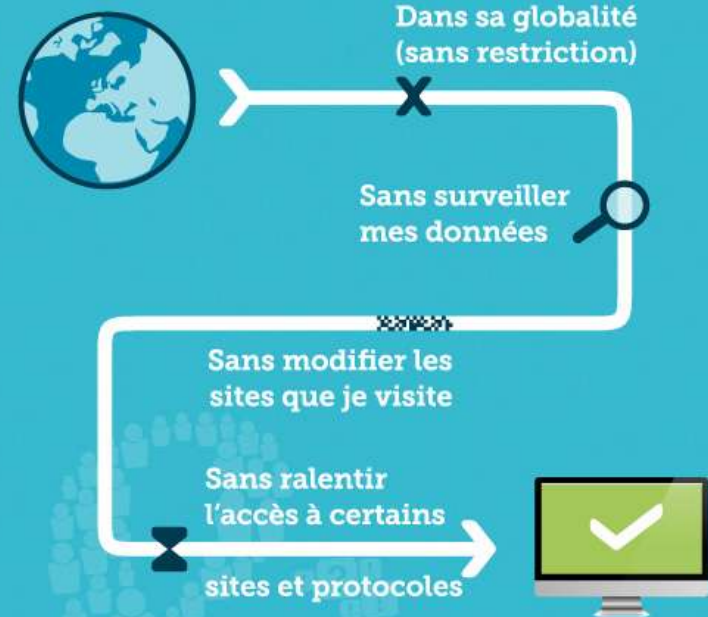 Dans sa globalité
(sans restriction)
Sans surveiller
mes données
Sans modifier les
sites que je visite
Sans ralentir
l'accès à certains
sites et protocoles